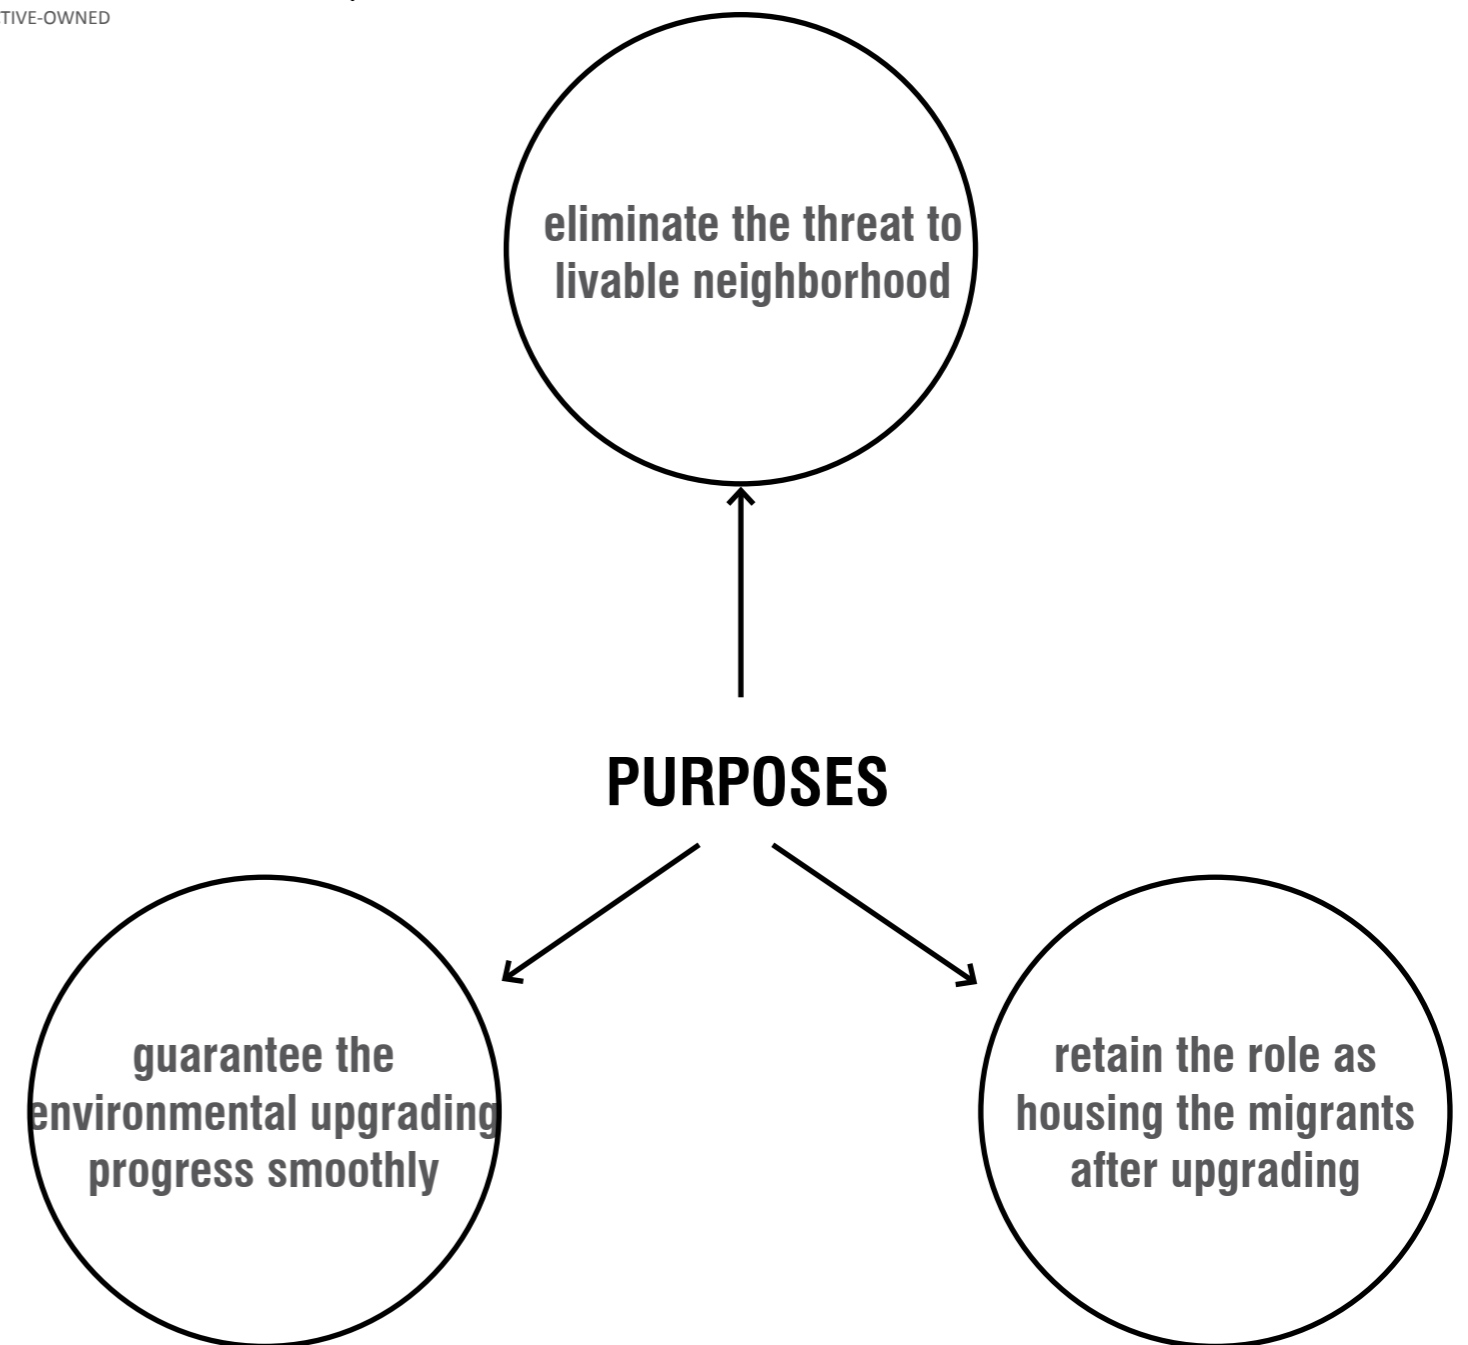 TIVE-OWNED
eliminate the threat to
livable neighborhood
PURPOSES
guarantee the
environmental upgrading
progress smoothly
retain the role as
housing the migrants
after upgrading